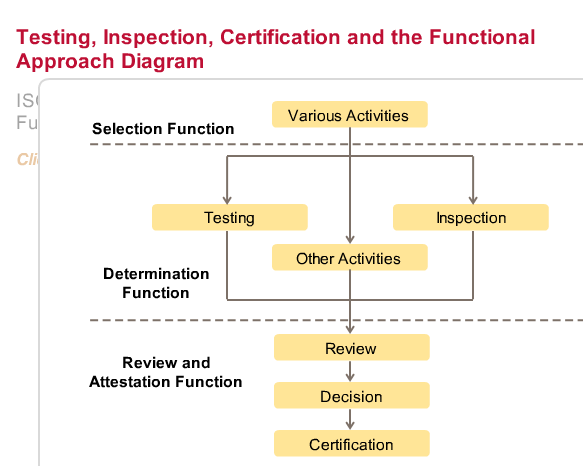 Testing, Inspection, Certification and the Functional
Approach Diagram
Various Activities
Selection Function
Testing
Inspection
Other Activities
Determination
Function
Review
Review and
Attestation Function
Decision
Certification